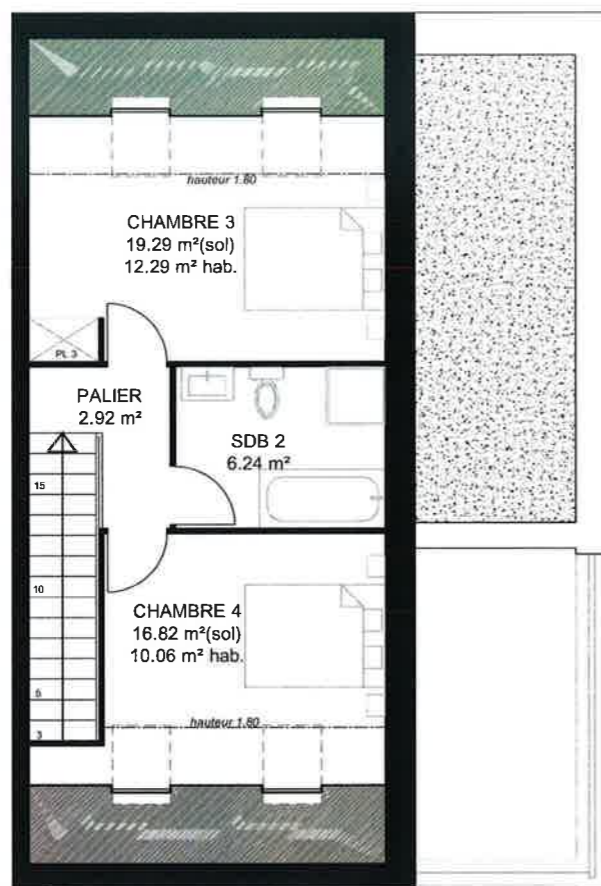 hauteur 1.80
CHAMBRE 3
19.29 m²(sol)
12.29 m² hab.
PL 3
PALIER
2.92 m²
SDB 2
6.24 m²
15
10
CHAMBRE 4
16.82 m²(sol)
10.06 m² hab.
5
hauteur 1.80
3